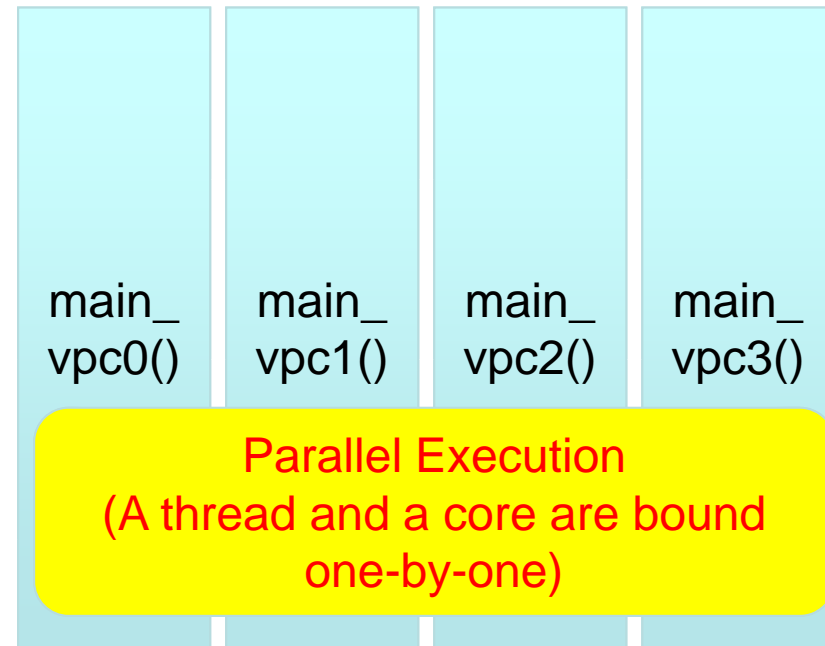 main_ main_ main_ main_
vpc0() vpc1() vpc2() vpc3()
Parallel Execution
(A thread and a core are bound
one-by-one)